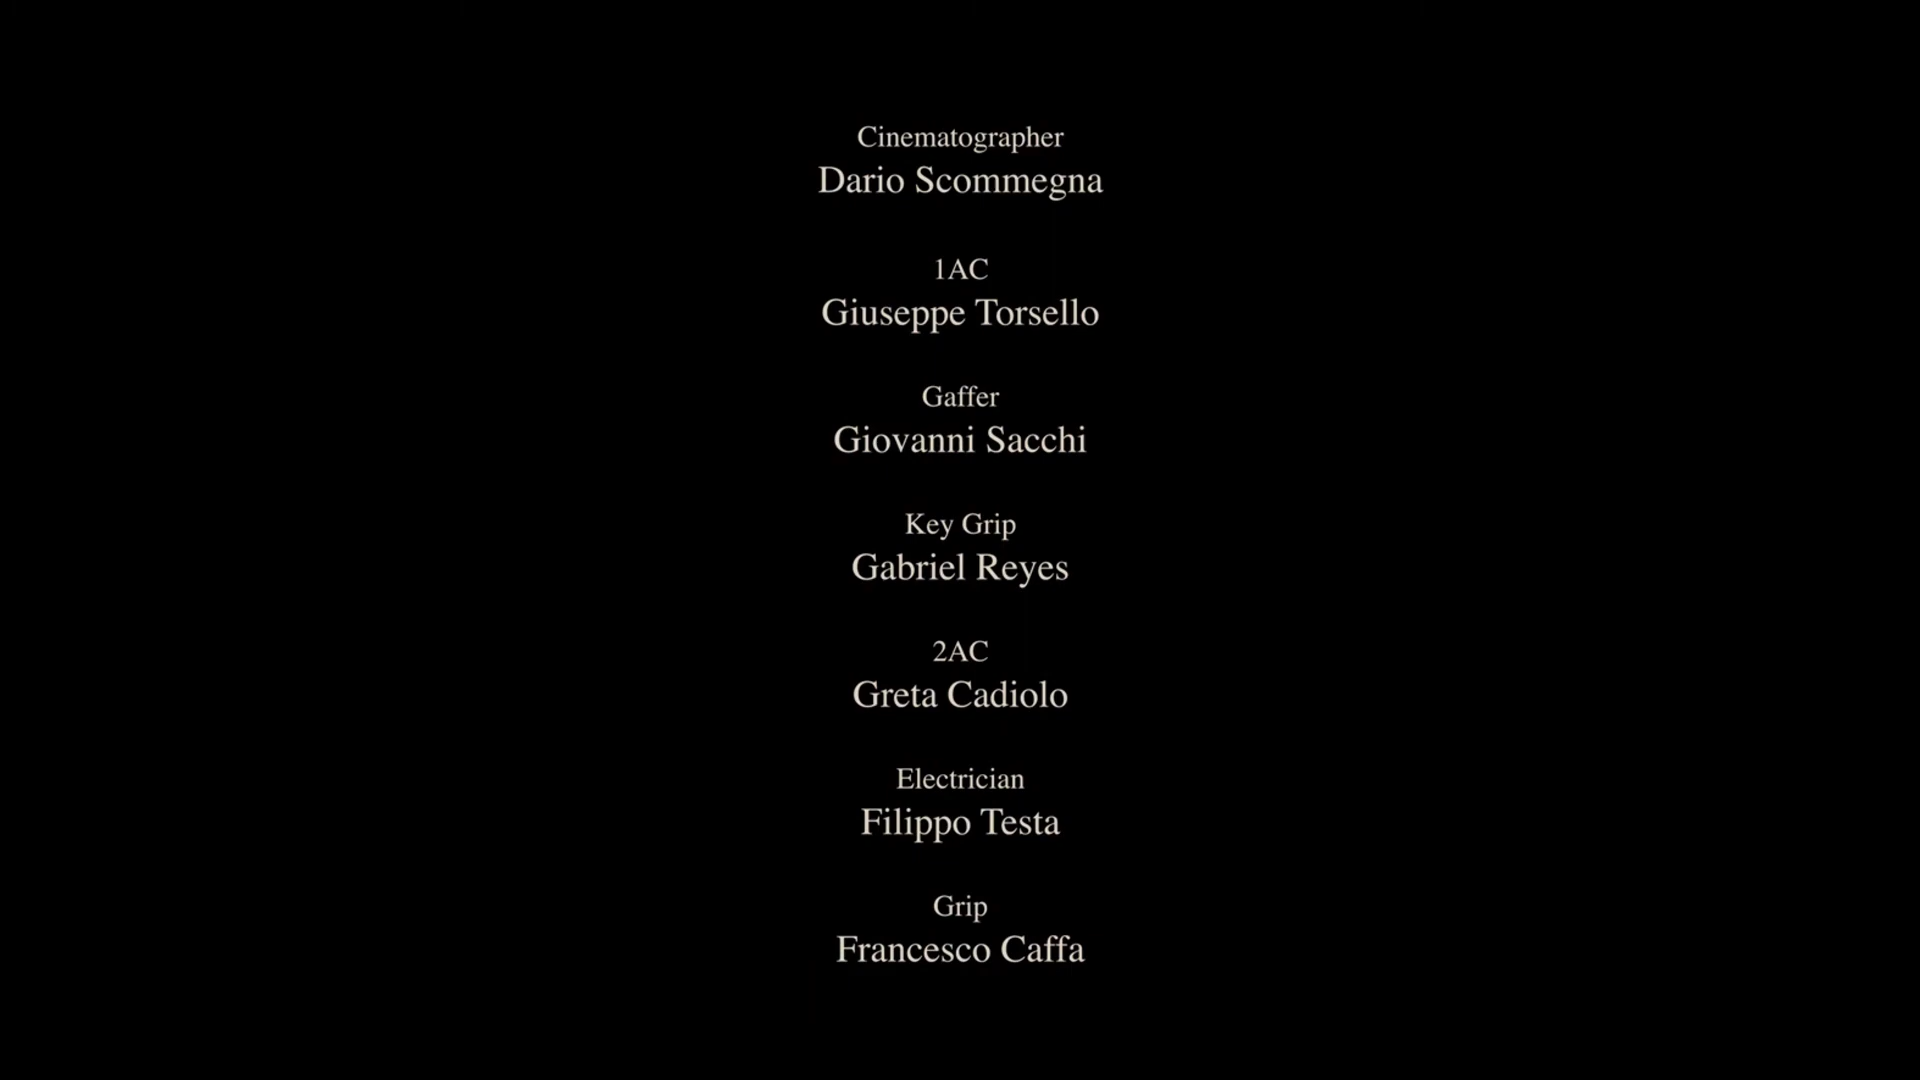 Cinematographer
Dario Scommegna
1AC
Giuseppe Torsello
Gaffer
Giovanni Sacchi
Key Grip
Gabriel Reyes
2AC
Greta Cadiolo
Electrician
Filippo Testa
Grip
Francesco Caffa